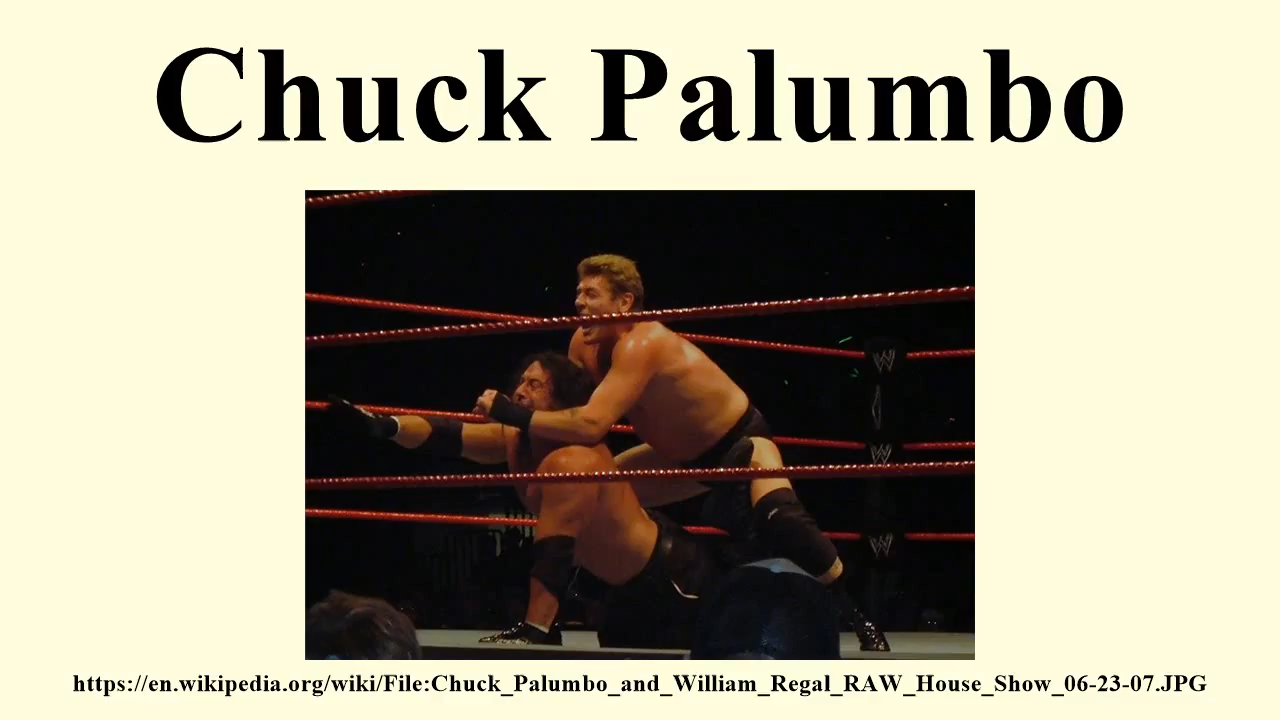 Chuck Palumbo
W
W
W
https://en.wikipedia.org/wiki/File:Chuck_Palumbo_and_William_Regal_RAW_House_Show_06-23-07.JPG